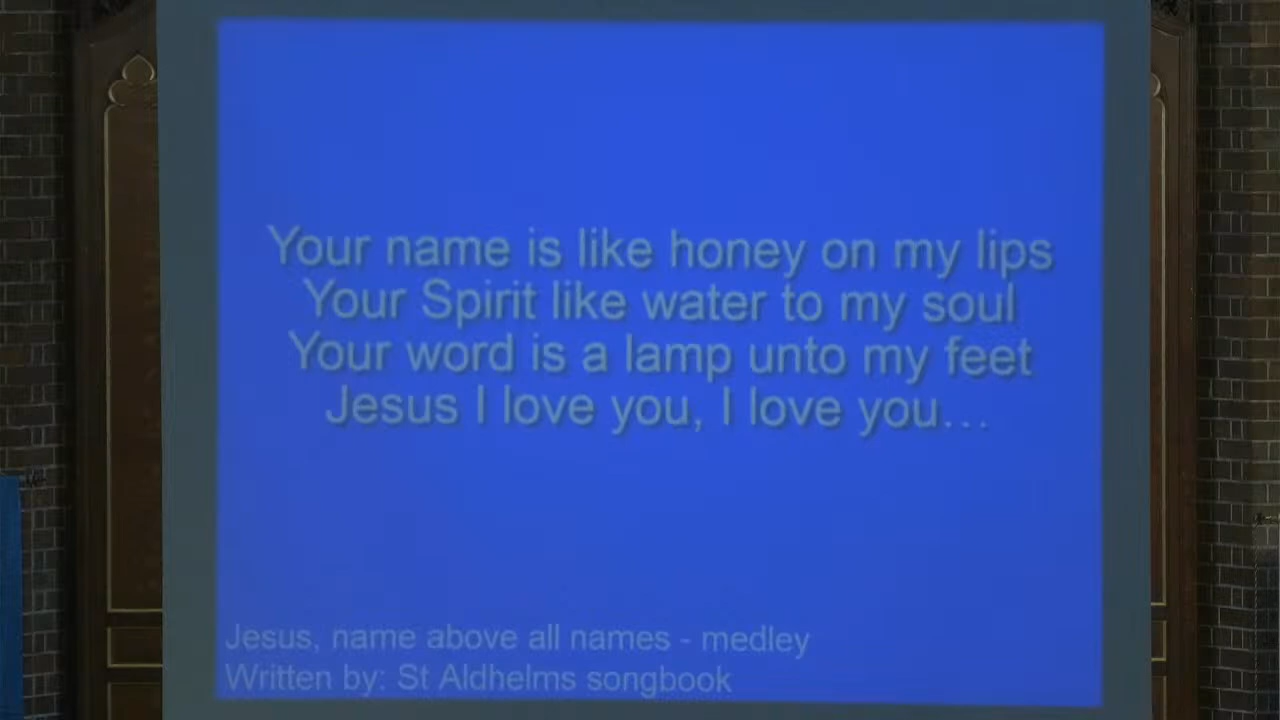 Your name is like honey on my lips
Your Spirit like water to my soul
Your word is a lamp unto my feet
Jesus I love you, I love you...
Jesus, name above all names - medley
Written by: St Aldhelms songbook